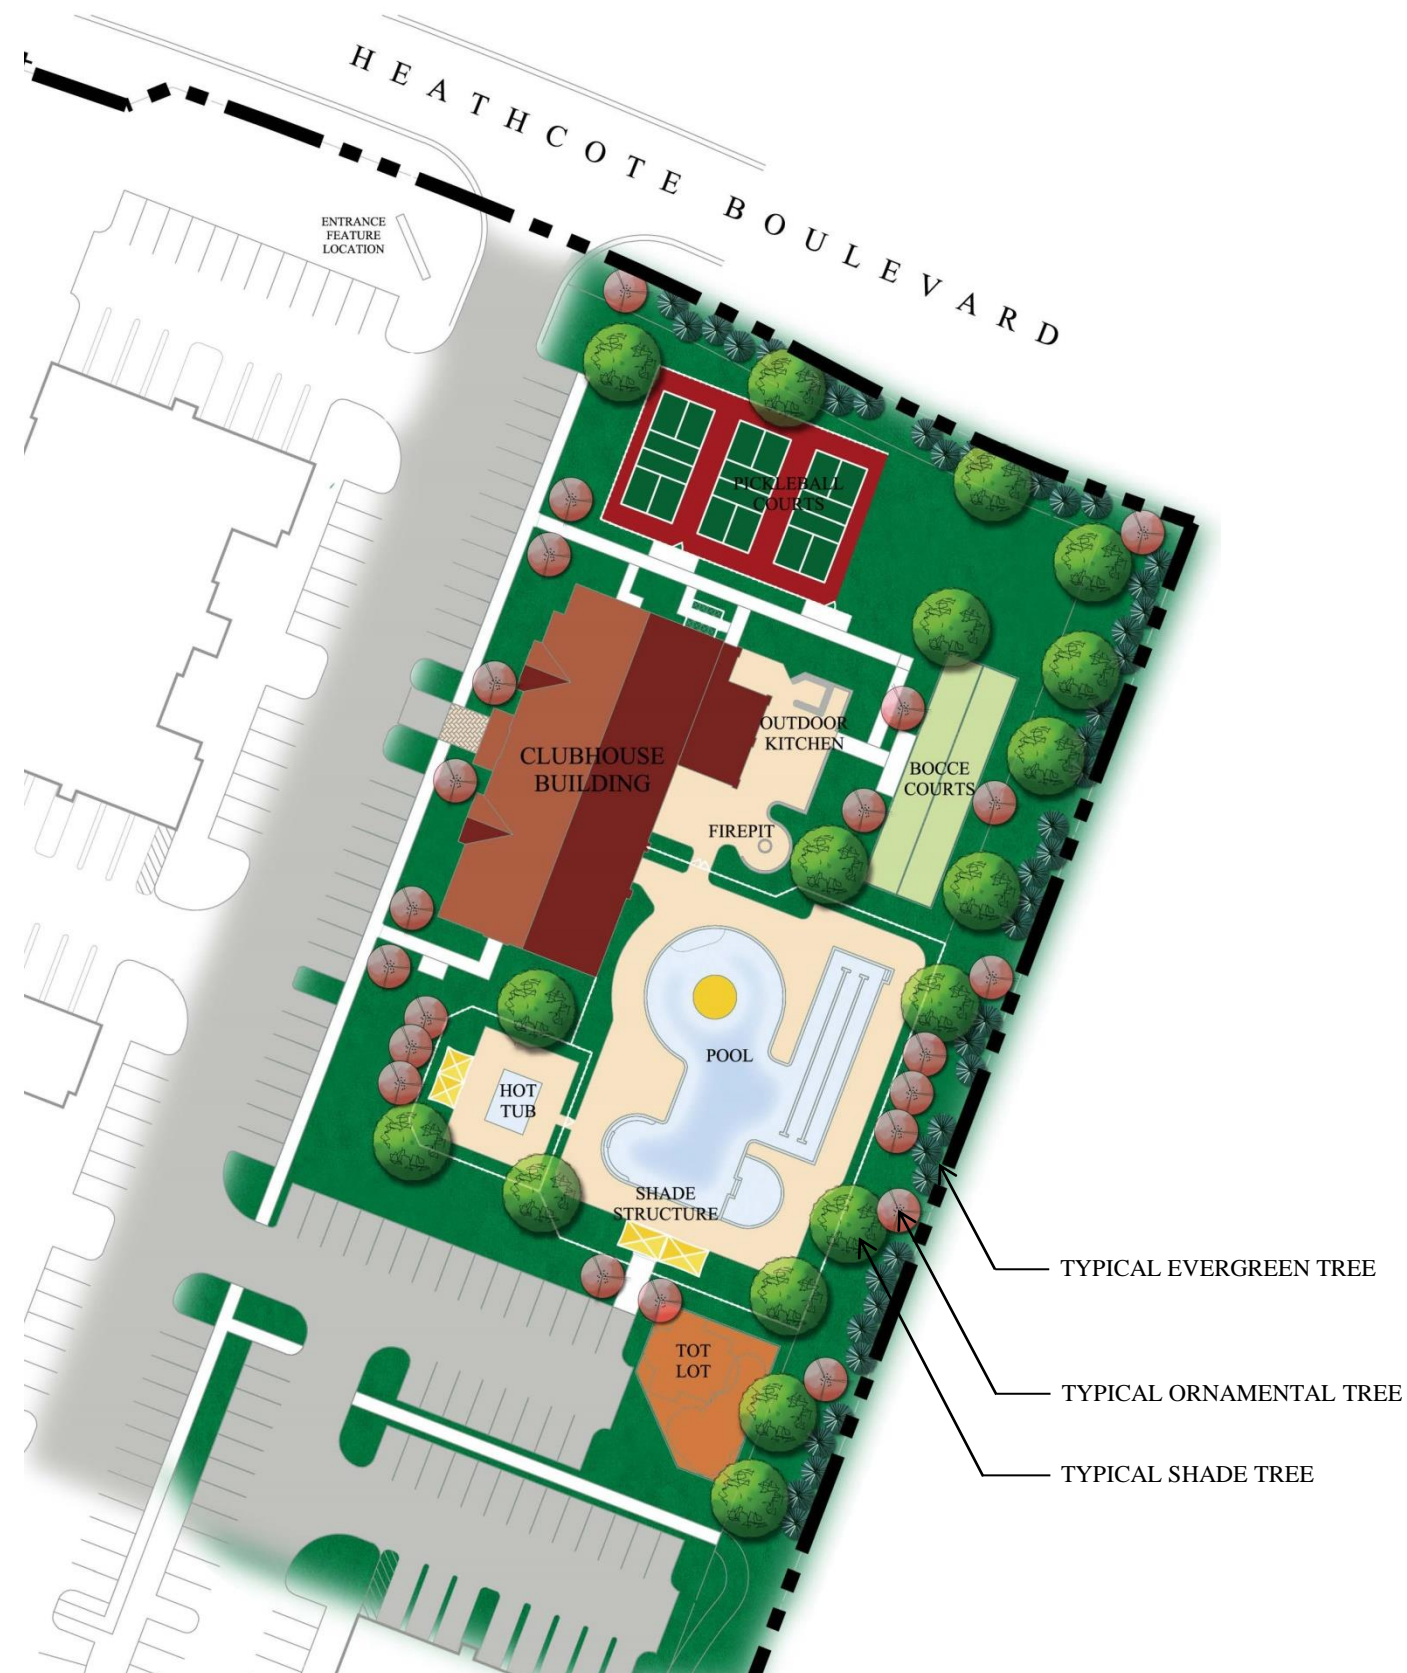 HEATHCOTE BOULEVARD
ENTRANCE
FEATURE
LOCATION
PICKLEBALL
COURTS
OUTDOOR
KITCHEN
CLUBHOUSE
BUILDING
BOCCE
COURTS
FIREPIT
POOL
HOT
TUB
SHADE
STRUCTURE
TYPICAL EVERGREEN TREE
TOT
LOT
TYPICAL ORNAMENTAL TREE
TYPICAL SHADE TREE